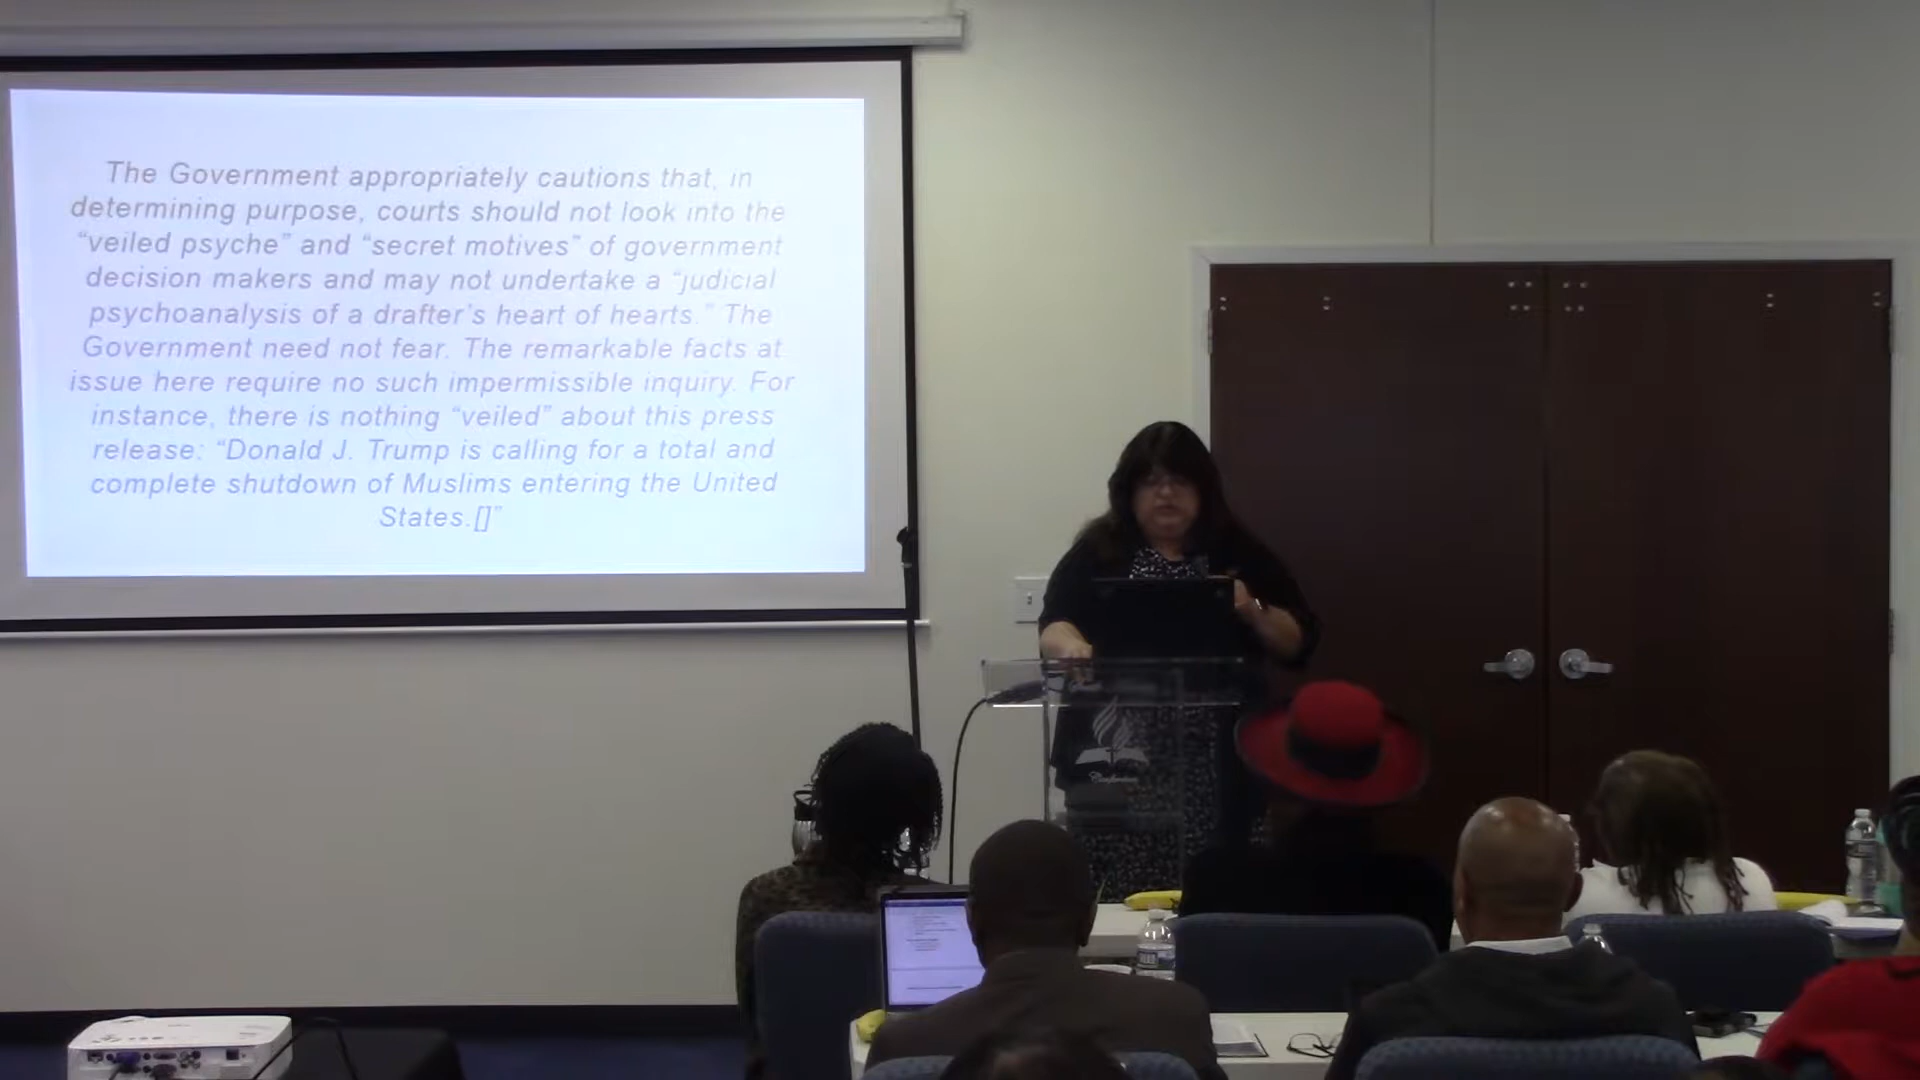 The Government appropriately cautions that, in
determining purpose, courts should not look into the
“veiled psyche” and “secret motives” of government
decision makers and may not undertake a “judicial
psychoanalysis of a drafter’s heart of hearts.” The
Government need not fear. The remarkable facts at
issue here require no such impermissible inquiry. For
instance, there is nothing “veiled” about this press
release: “Donald J. Trump is calling for a total and
complete shutdown of Muslims entering the United
States.[]”
Conference